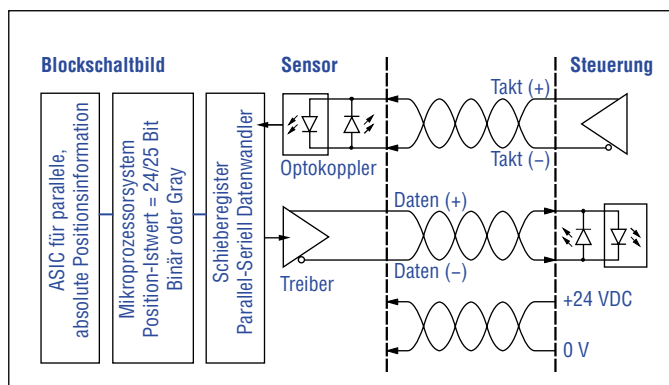 Blockschaltbild
Sensor
Steuerung
ASIC für parallele,
absolute Positionsinformation
Mikroprozessorsystem
Position-Istwert = 24/25 Bit
Binär oder Gray
Schieberegister
Parallel-Seriell Datenwandler
Optokoppler
Treiber
Takt (+)
Takt (−)
Daten (+)
Daten (−)
+24 VDC
0 V